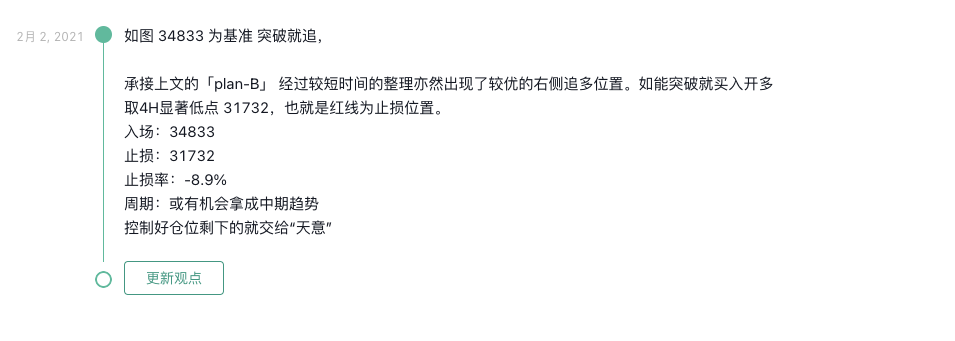 2月 2, 2021
如图 34833 为基准 突破就追，
承接上文的「plan-B」 经过较短时间的整理亦然出现了较优的右侧追多位置。如能突破就买入开多
取4H显著低点 31732，也就是红线为止损位置。
入场：34833
止损：31732
止损率：-8.9%
周期：或有机会拿成中期趋势
控制好仓位剩下的就交给“天意”
更新观点